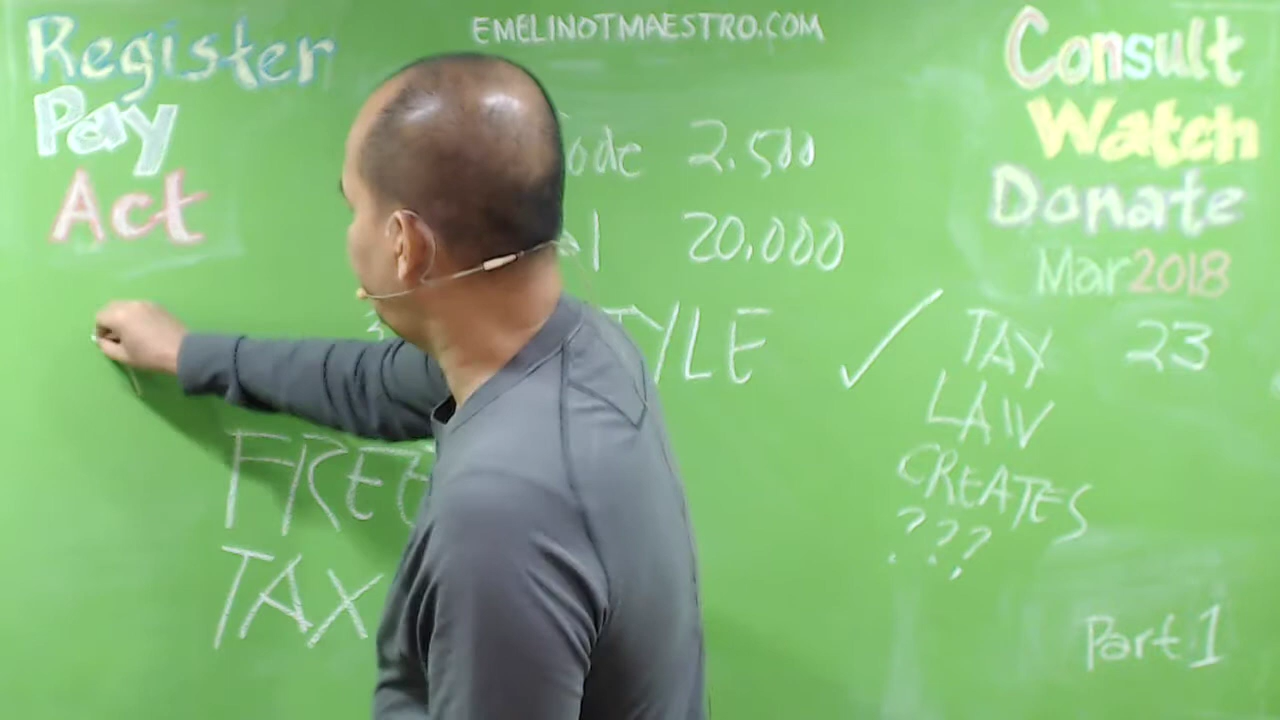 Register
Pay
Act
EMELINOTMAESTRO.COM
Consult
Watch
Donate
Mar2018
2.500
20.000
FREE
TAX
✓
TAX 23
LAW
CREATES
???
Part 1